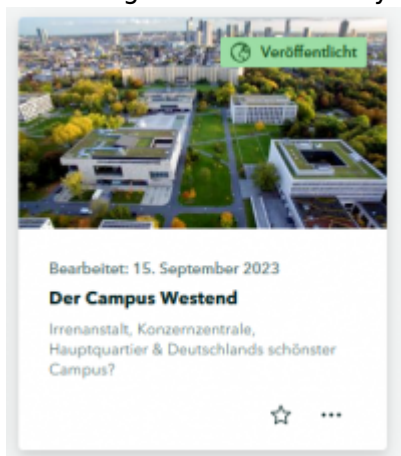 Veröffentlicht
Bearbeitet: 15. September 2023
Der Campus Westend
Irrenanstalt, Konzernzentrale,
Hauptquartier & Deutschlands schönster
Campus?